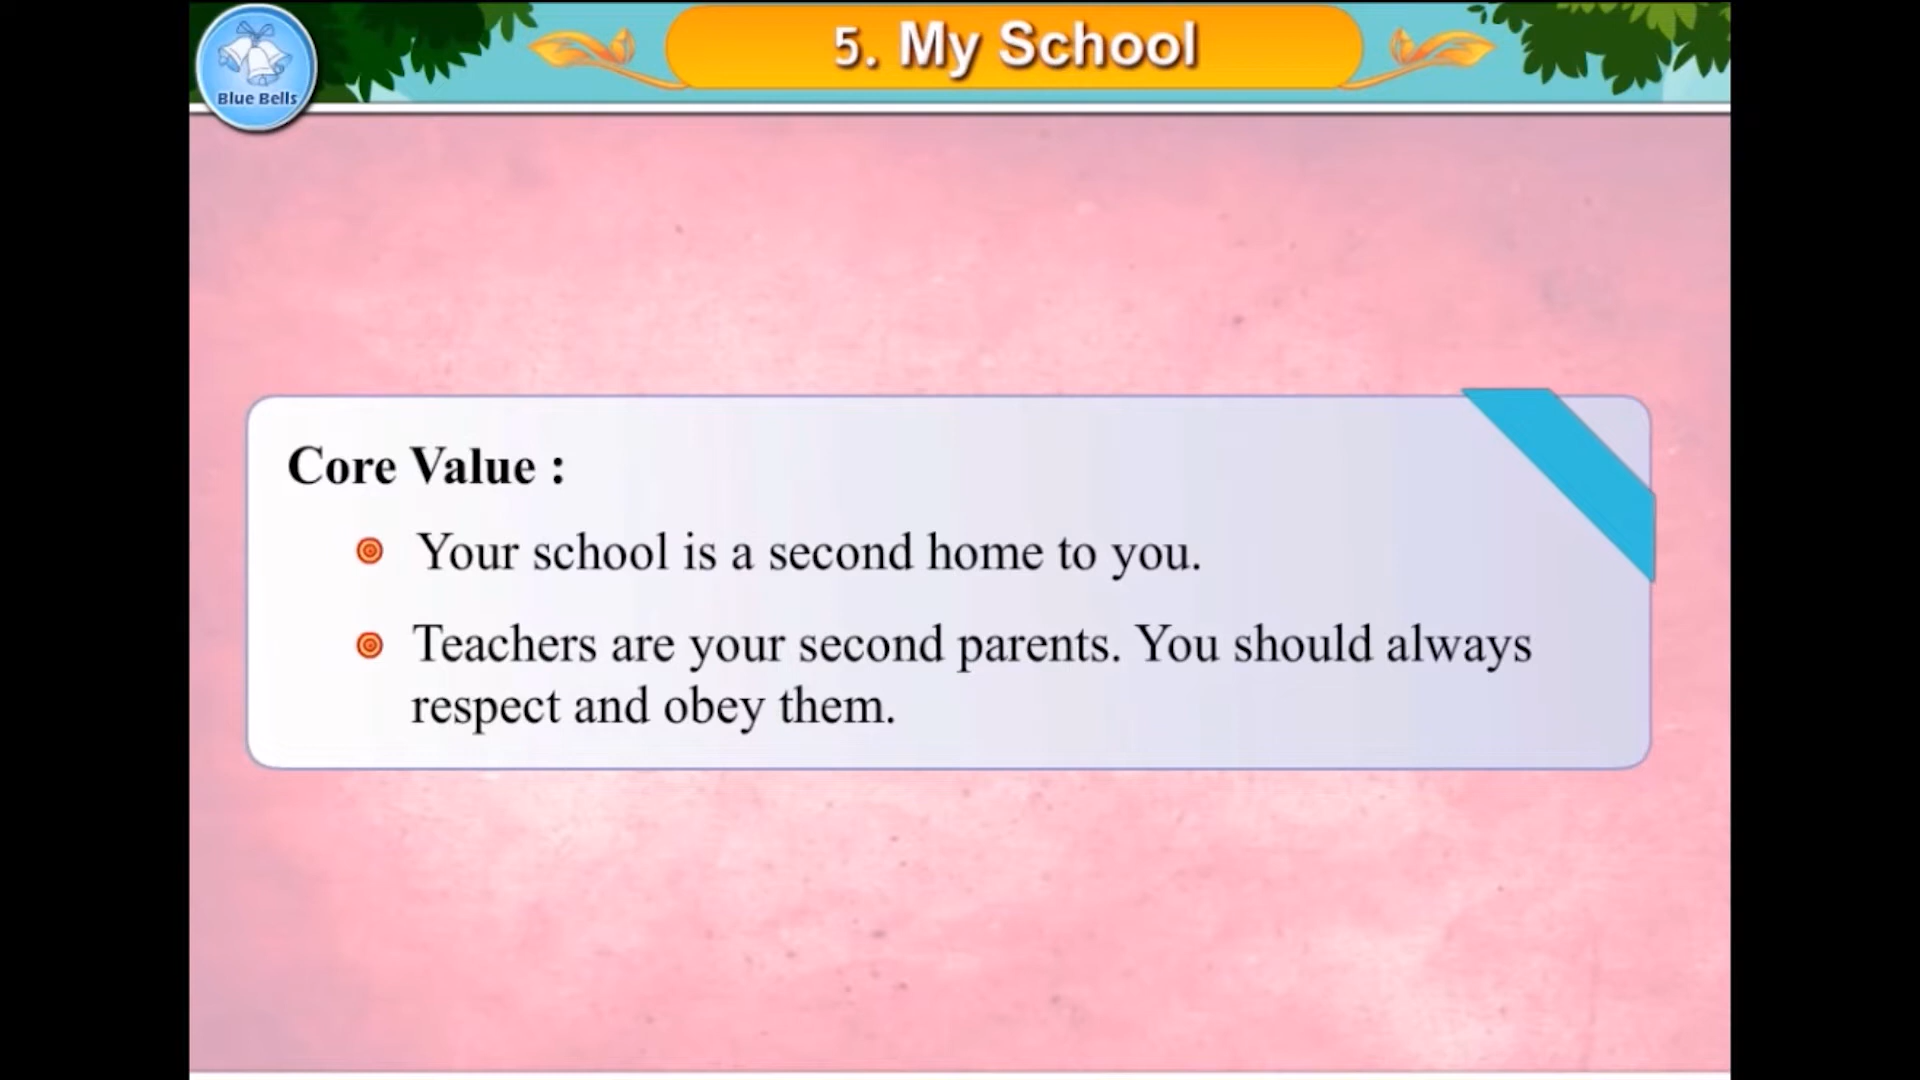 Blue Bells
5. My School
Core Value :
Your school is a second home to you.
Teachers are your second parents. You should always
respect and obey them.